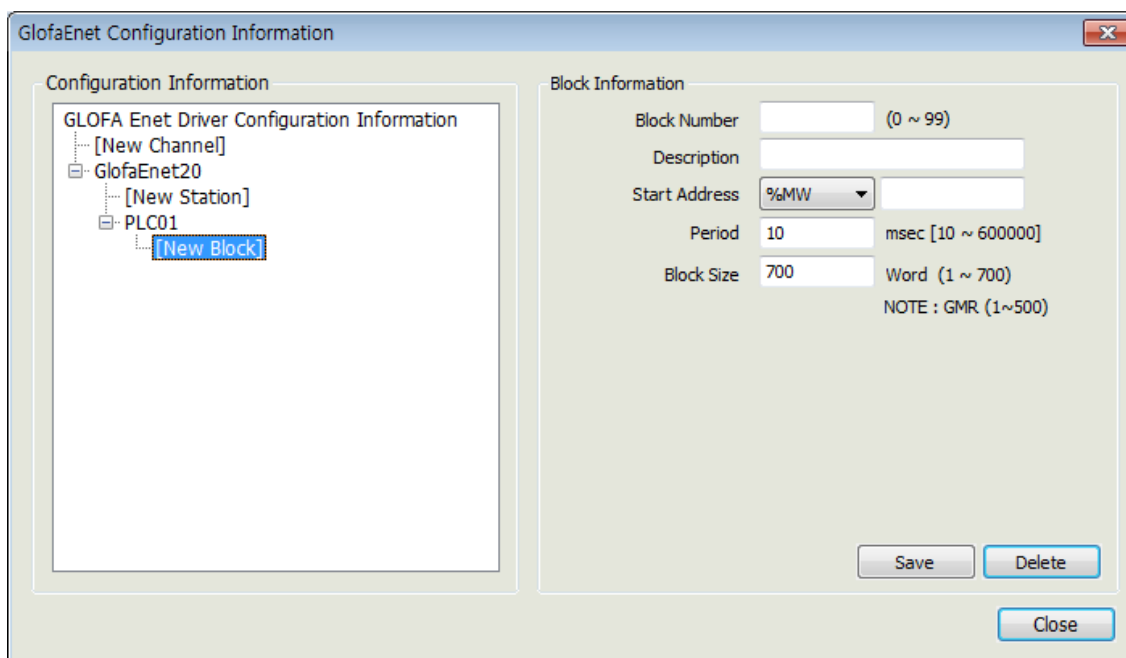 GlofaEnet Configuration Information
Configuration Information
GLOFA Enet Driver Configuration Information
[New Channel]
GlofaEnet20
[New Station]
PLC01
[New Block]
Block Information
Block Number (0 ~ 99)
Description
Start Address %MW
Period 10 msec [10 ~ 600000]
Block Size 700 Word (1 ~ 700)
NOTE : GMR (1~500)
Save Delete
Close